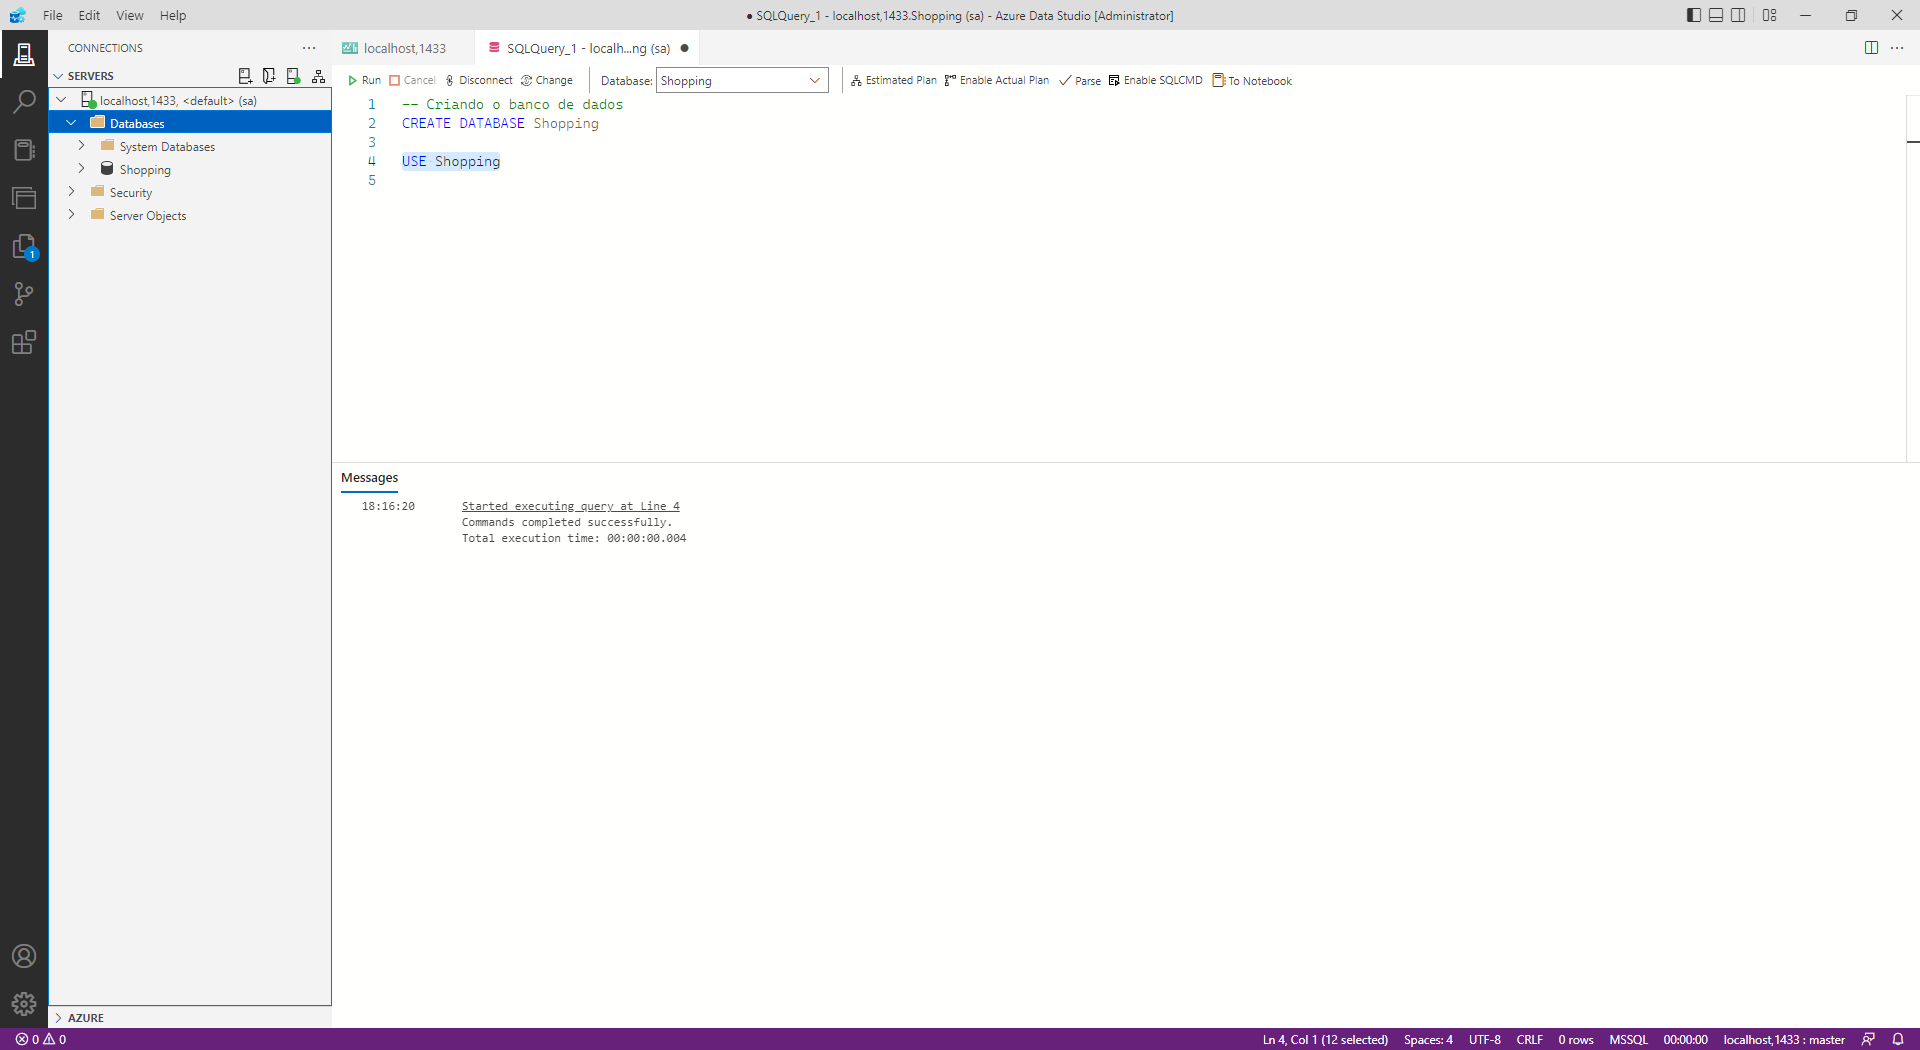 File Edit View Help
● SQLQuery_1 - localhost,1433.Shopping (sa) - Azure Data Studio [Administrator]
CONNECTIONS
localhost,1433
SQLQuery_1 - localh...ng (sa) ●
SERVERS
Run Cancel Disconnect Change Database: Shopping Estimated Plan Enable Actual Plan Parse Enable SQLCMD To Notebook
localhost,1433, <default> (sa)
Databases
System Databases
Shopping
Security
Server Objects
1
1 -- Criando o banco de dados
2 CREATE DATABASE Shopping
3
4 USE Shopping
5
Messages
18:16:20 Started executing query at Line 4
Commands completed successfully.
Total execution time: 00:00:00.004
AZURE
0 0 Ln 4, Col 1 (12 selected) Spaces: 4 UTF-8 CRLF 0 rows MSSQL 00:00:00 localhost,1433 : master